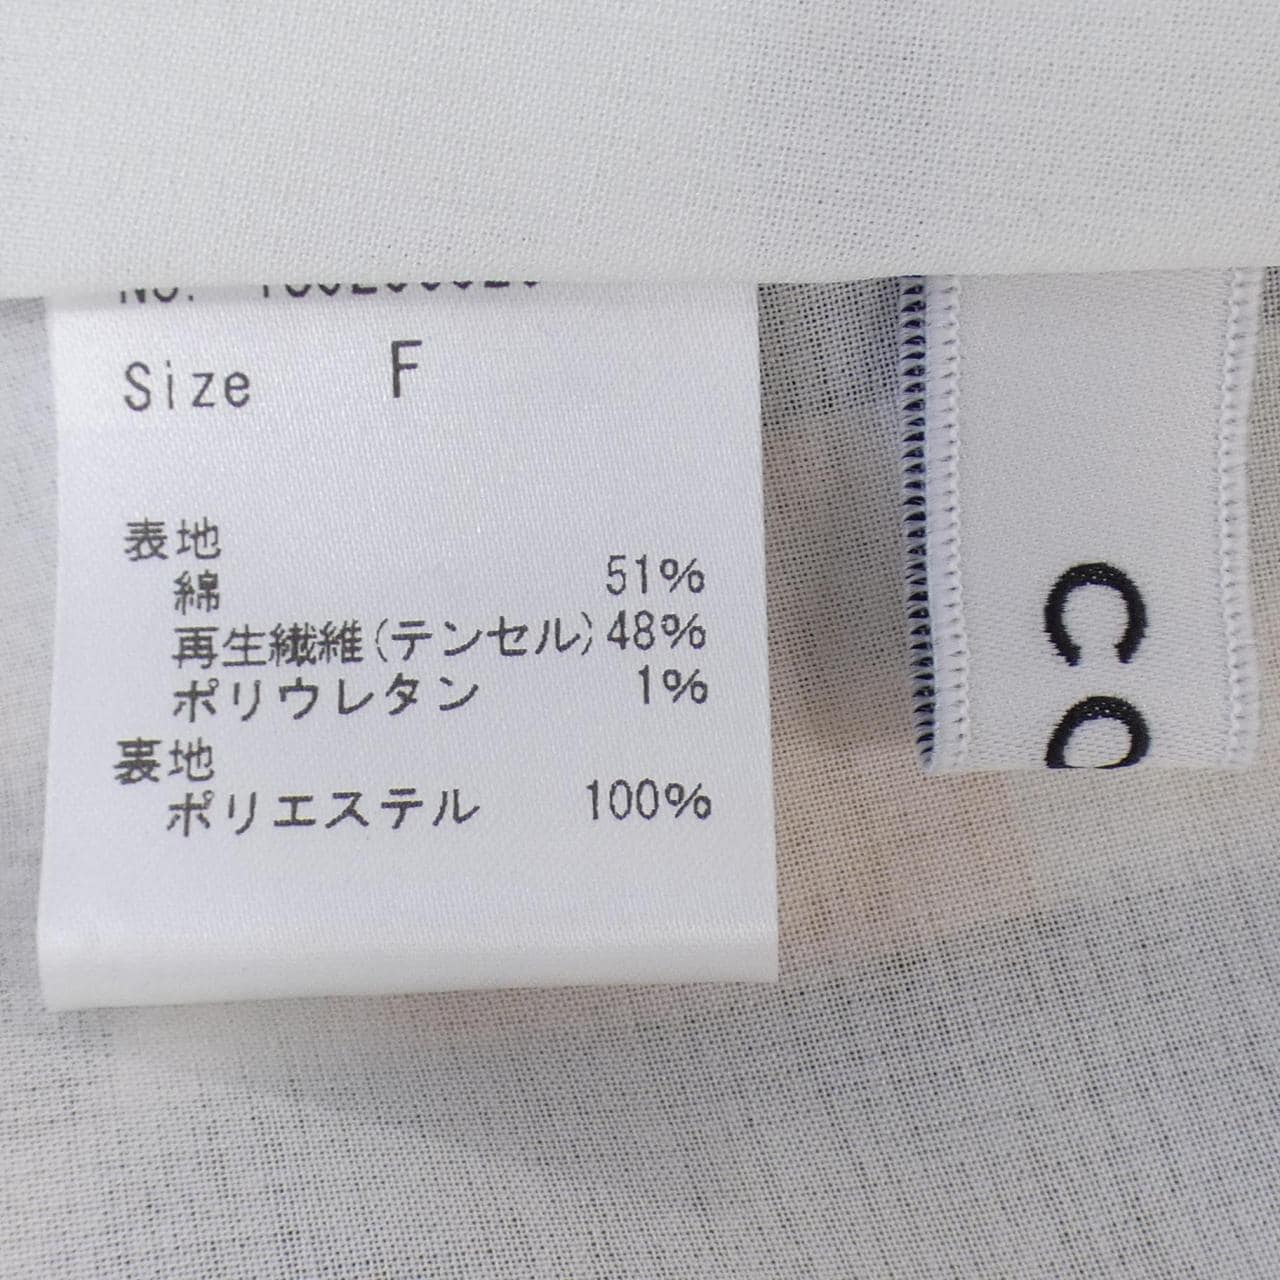 Size F
表地
綿 51%
再生繊維(テンセル)48%
ポリウレタン 1%
裏地
ポリエステル 100%